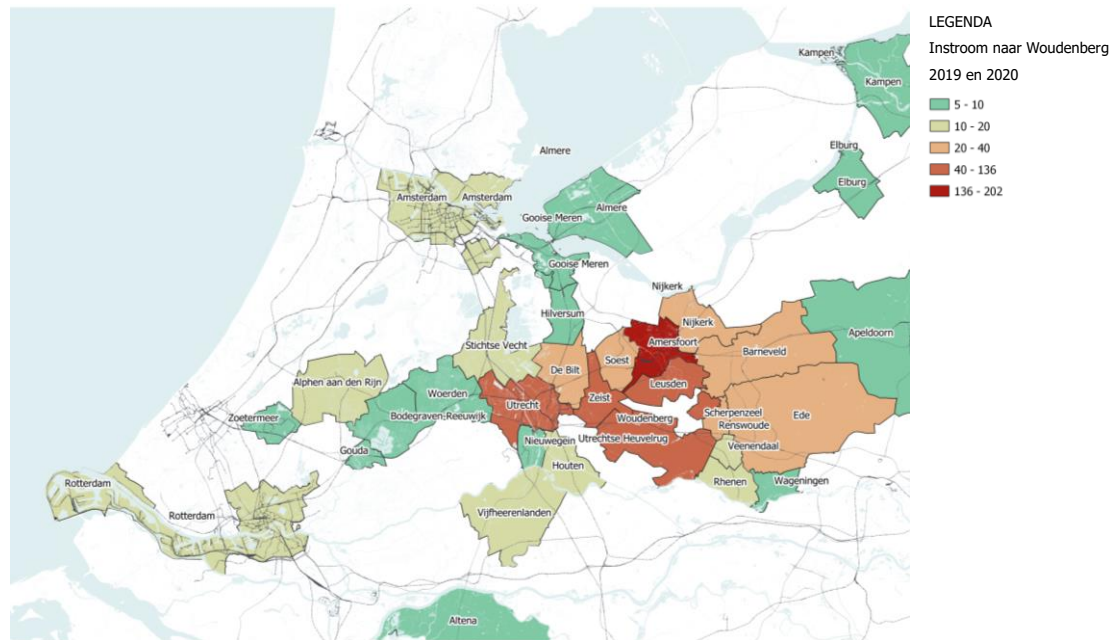 LEGENDA
Instroom naar Woudenberg
2019 en 2020
5 - 10
10 - 20
20 - 40
40 - 136
136 - 202
Kampen
Kampen
Elburg
Elburg
Almere
Almere
Amsterdam
Amsterdam
Gooise Meren
Gooise Meren
Hilversum
Nijkerk
Nijkerk
Apeldoorn
Stichtse Vecht
Amersfoort
Barneveld
Soest
De Bilt
Alphen aan den Rijn
Leusden
Woerden
Zeist
Utrecht
Bodegraven-Reeuwijk
Scherpenzeel
Ede
Zoetermeer
Woudenberg
Renswoude
Nieuwegein
Utrechtse Heuvelrug
Veenendaal
Gouda
Houten
Rhenen
Wageningen
Rotterdam
Rotterdam
Vijfheerenlanden
Altena